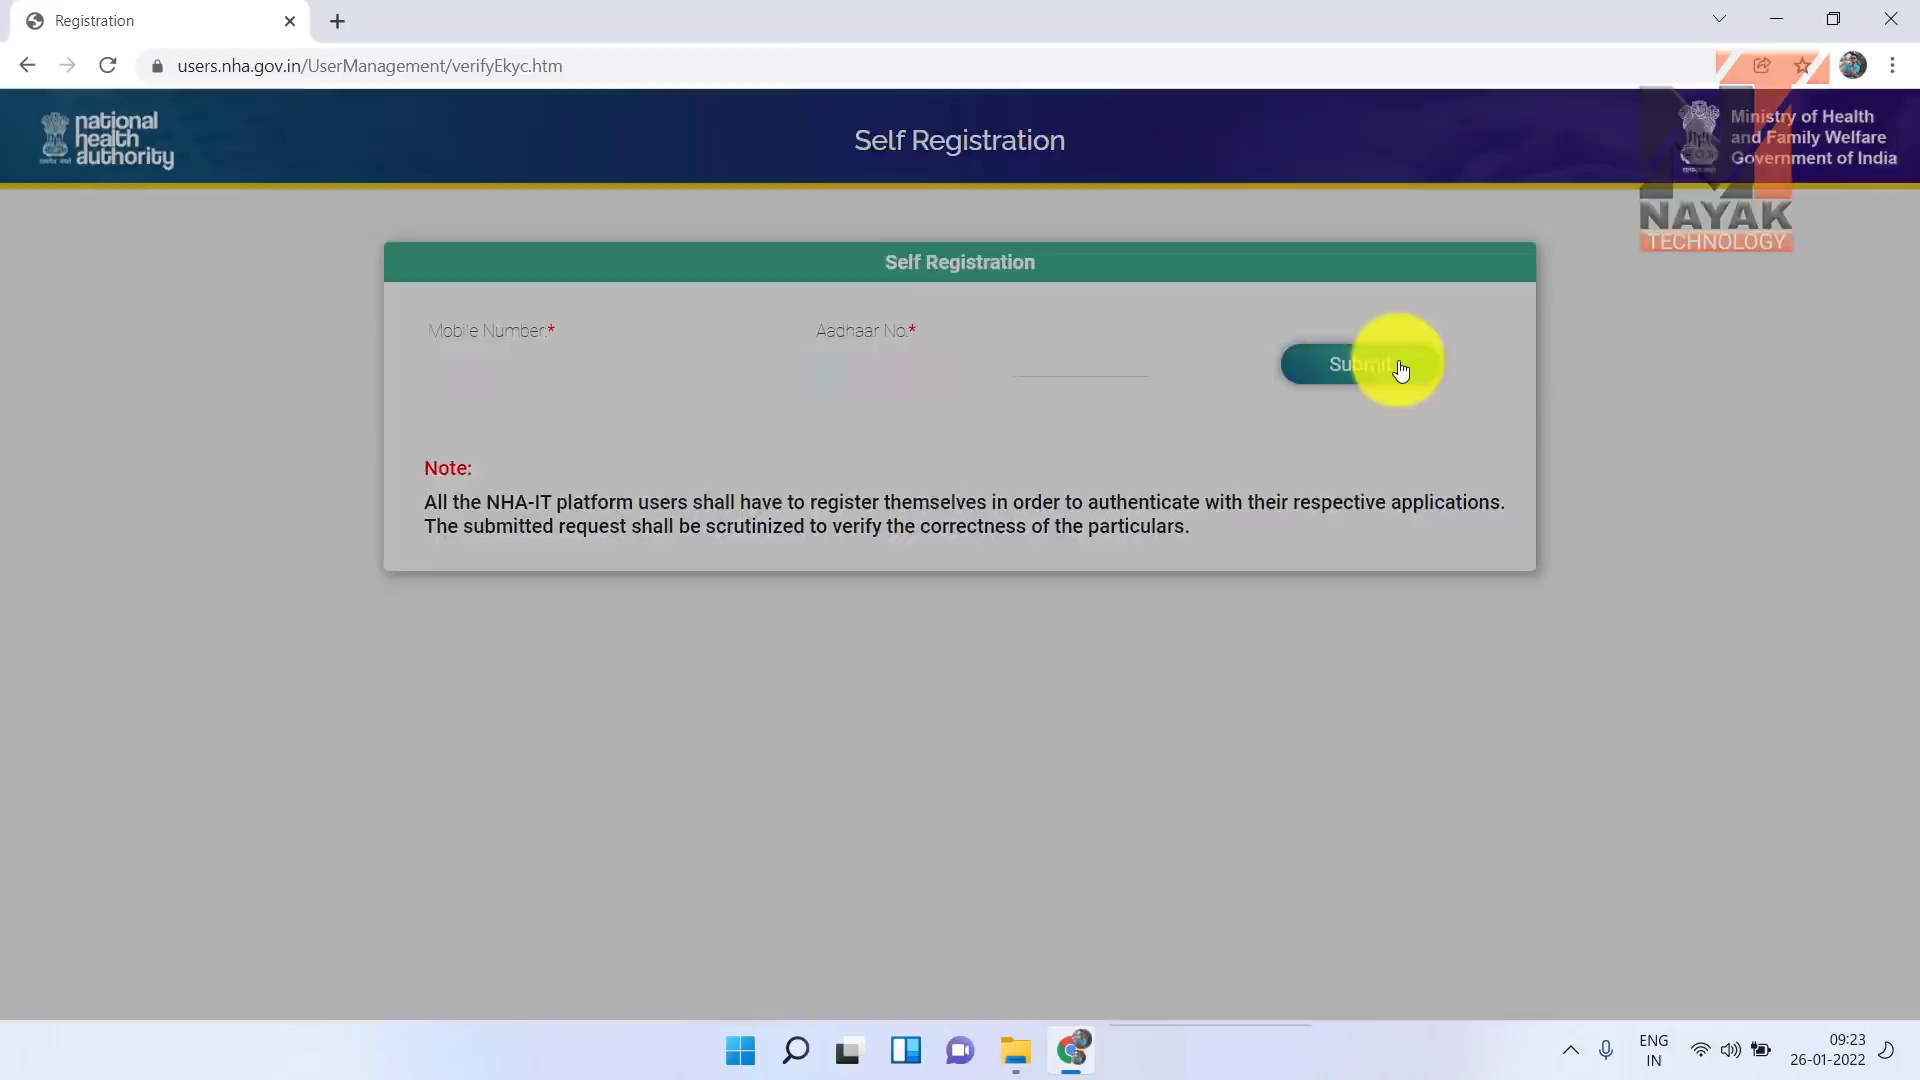 Registration
users.nha.gov.in/UserManagement/verifyEkyc.htm
national
health
authority
Self Registration
Ministry of Health
and Family Welfare
Government of India
NAYAK
TECHNOLOGY
Self Registration
Mobile Number:*
Aadhaar No:*
Submit
Note:
All the NHA-IT platform users shall have to register themselves in order to authenticate with their respective applications.
The submitted request shall be scrutinized to verify the correctness of the particulars.
ENG
IN
09:23
26-01-2022